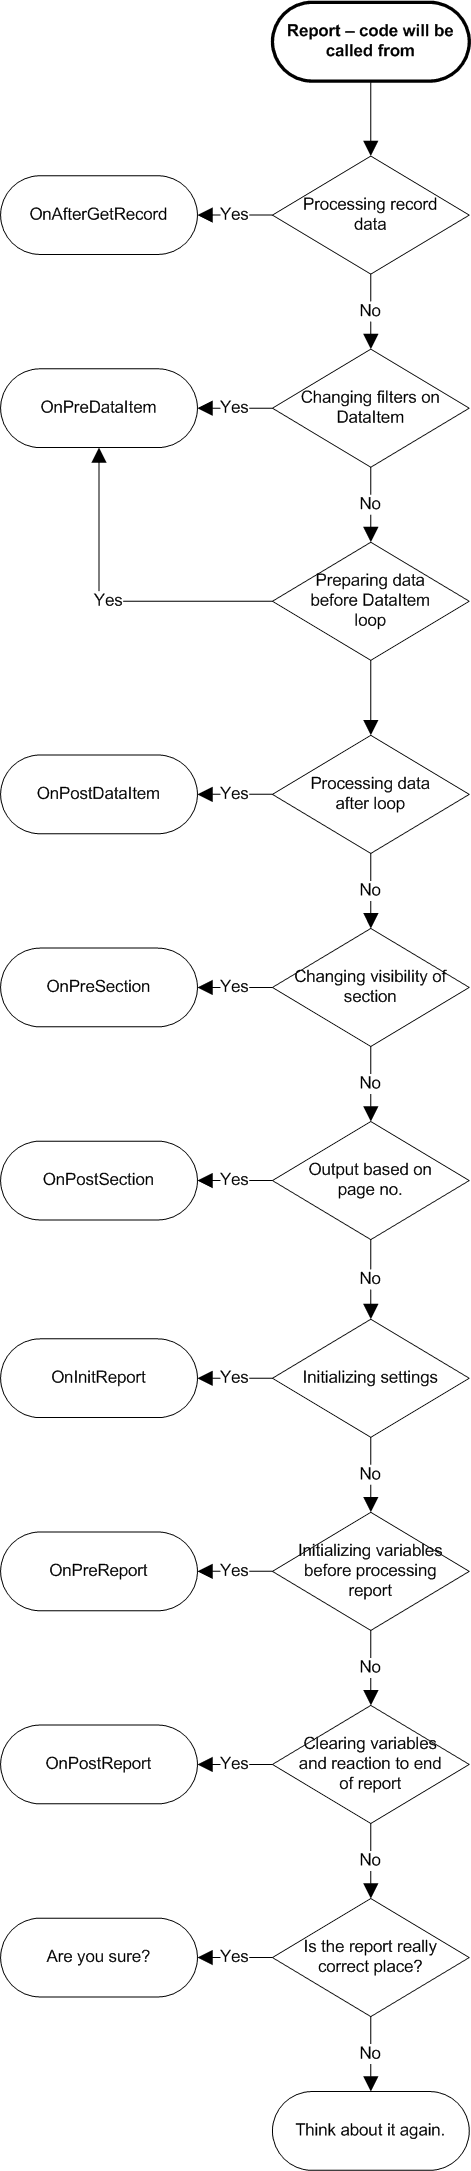 Report – code will be
called from
Processing record
data
Yes
OnAfterGetRecord
No
Changing filters on
DataItem
Yes
OnPreDataItem
No
Preparing data
before DataItem
loop
Yes
Processing data
after loop
Yes
OnPostDataItem
No
Changing visibility of
section
Yes
OnPreSection
No
Output based on
page no.
Yes
OnPostSection
No
Initializing settings
Yes
OnInitReport
No
Initializing variables
before processing
report
Yes
OnPreReport
No
Clearing variables
and reaction to end
of report
Yes
OnPostReport
No
Is the report really
correct place?
Yes
Are you sure?
No
Think about it again.